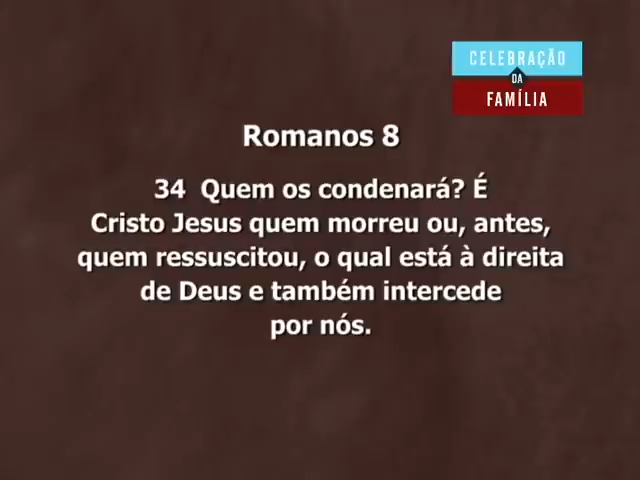 CELEBRAÇÃO
DA
FAMÍLIA
Romanos 8
34 Quem os condenará? É
Cristo Jesus quem morreu ou, antes,
quem ressuscitou, o qual está à direita
de Deus e também intercede
por nós.